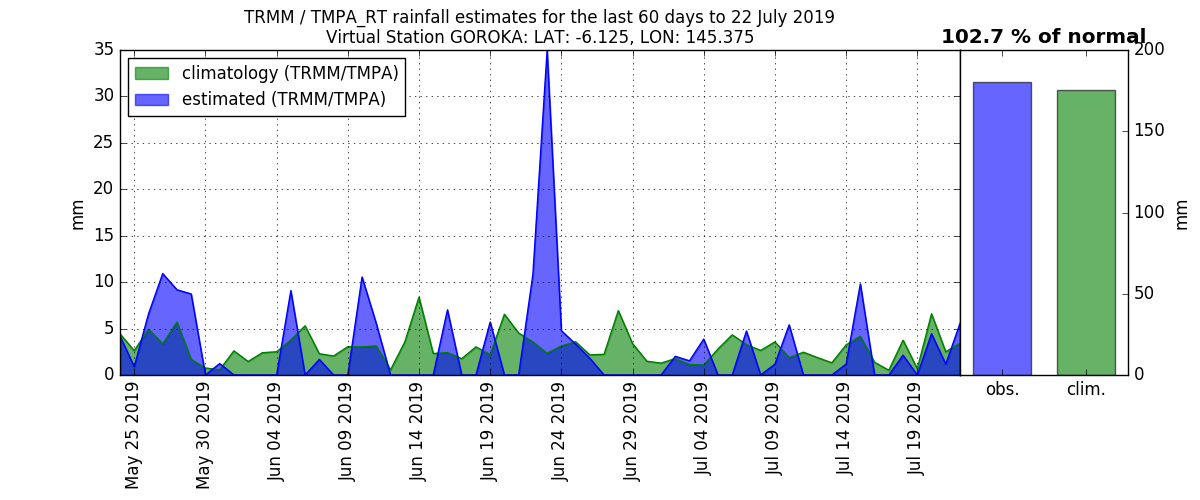 TRMM / TMPA_RT rainfall estimates for the last 60 days to 22 July 2019
Virtual Station GOROKA: LAT: -6.125, LON: 145.375
102.7 % of normal
climatology (TRMM/TMPA)
estimated (TRMM/TMPA)
35
30
25
20
15
10
5
0
mm
May 25 2019
May 30 2019
Jun 04 2019
Jun 09 2019
Jun 14 2019
Jun 19 2019
Jun 24 2019
Jun 29 2019
Jul 04 2019
Jul 09 2019
Jul 14 2019
Jul 19 2019
200
150
100
50
0
mm
obs.
clim.